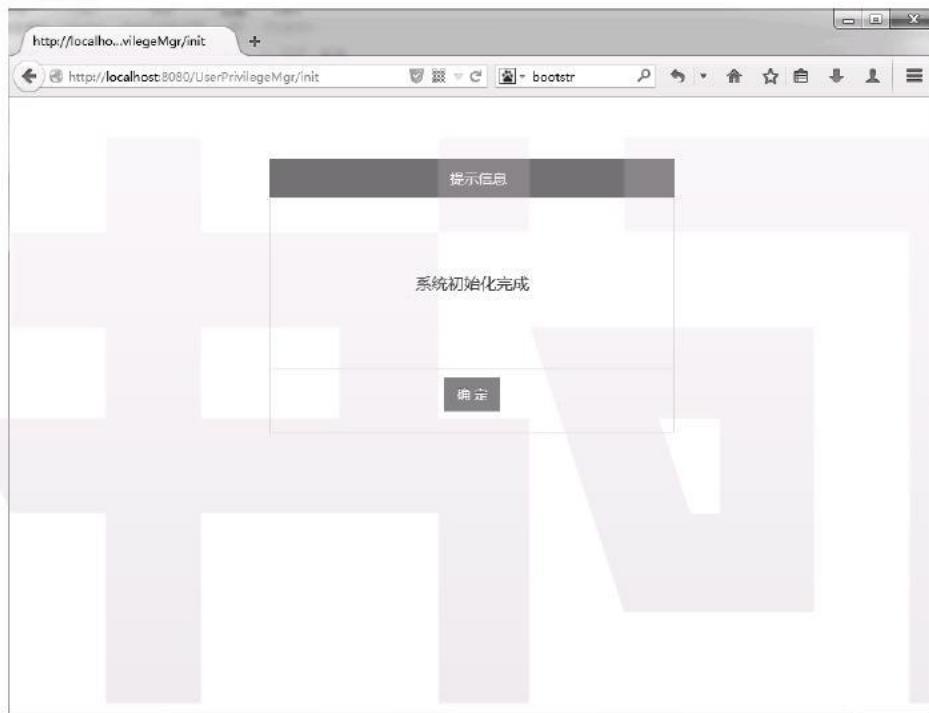 http://localho...vilegeMgr/init
http://localhost:8080/UserPrivilegeMgr/init
bootstr
提示信息
系统初始化完成
确 定